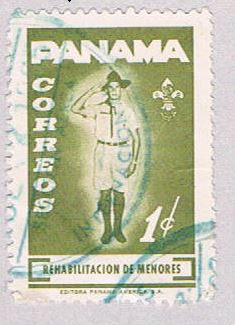 PANAMA
CORREOS
1¢
REHABILITACION DE MENORES
EDITORA PANAMA AMERICA, S.A.